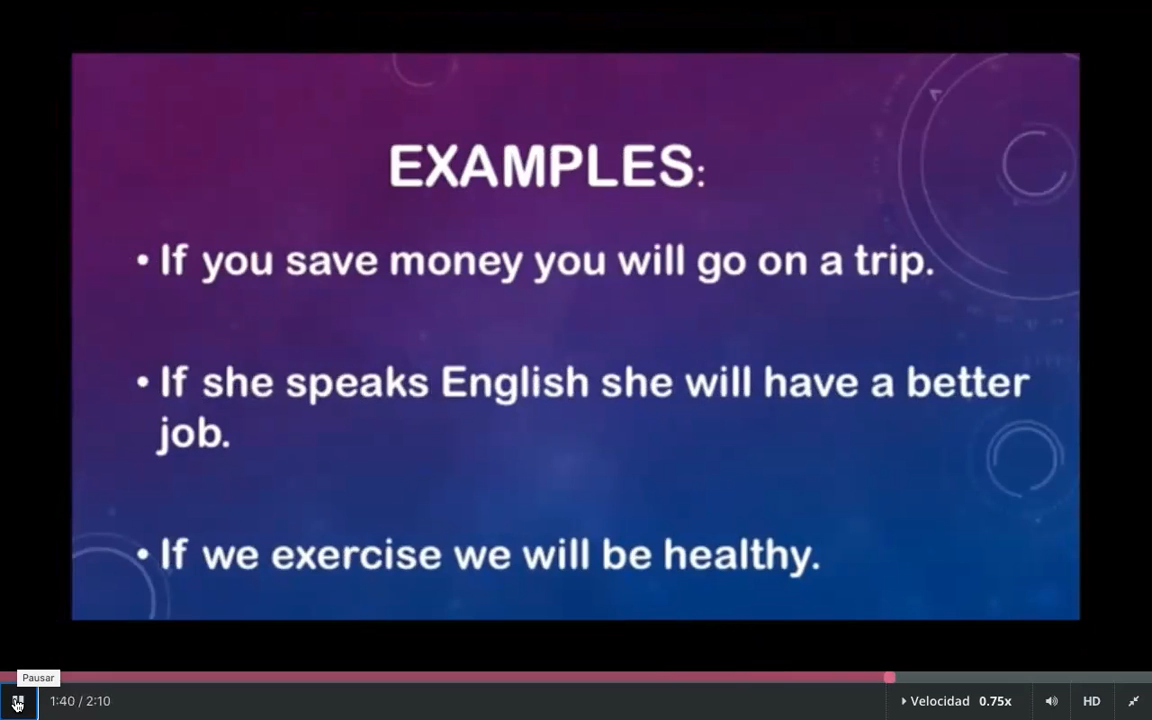 EXAMPLES:
• If you save money you will go on a trip.
• If she speaks English she will have a better
job.
• If we exercise we will be healthy.
Pausar
1:40 / 2:10
Velocidad 0.75x
HD